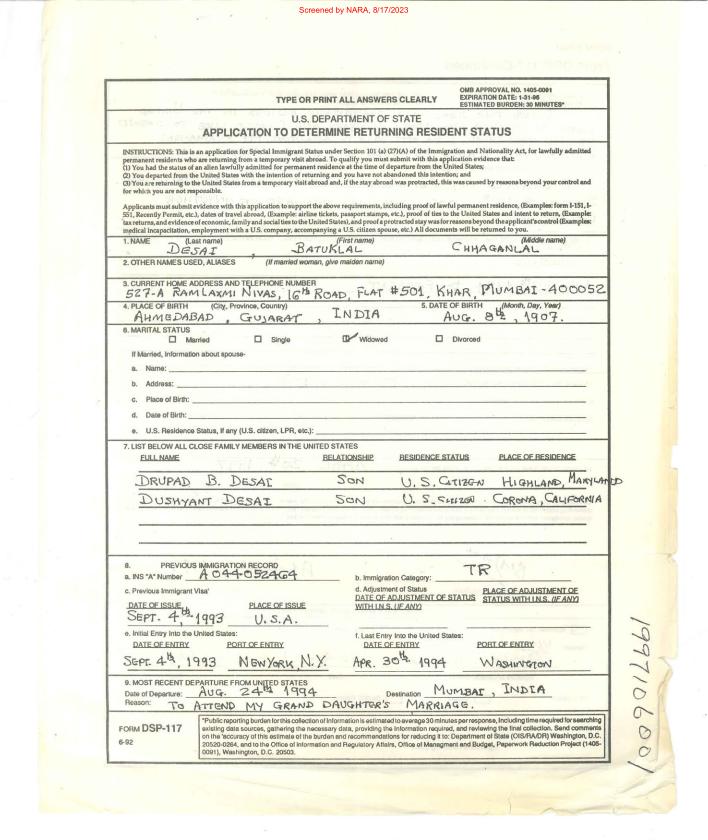 Screened by NARA, 8/17/2023
TYPE OR PRINT ALL ANSWERS CLEARLY
OMB APPROVAL NO. 1405-0091
EXPIRATION DATE: 1-31-96
ESTIMATED BURDEN: 30 MINUTES*
U.S. DEPARTMENT OF STATE
APPLICATION TO DETERMINE RETURNING RESIDENT STATUS
INSTRUCTIONS: This is an application for Special Immigrant Status under Section 101 (a) (27)(A) of the Immigration and Nationality Act, for lawfully admitted
permanent residents who are returning from a temporary visit abroad. To qualify you must submit with this application evidence that:
(1) You had the status of an alien lawfully admitted for permanent residence at the time of departure from the United States;
(2) You departed from the United States with the intention of returning and you have not abandoned this intention; and
(3) You are returning to the United States from a temporary visit abroad and, if the stay abroad was protracted, this was caused by reasons beyond your control and
for which you are not responsible.
Applicants must submit evidence with this application to support the above requirements, including proof of lawful permanent residence, (Examples: form I-151, I-
551, Recently Permit, etc.), dates of travel abroad, (Example: airline tickets, passport stamps, etc.), proof of ties to the United States and intent to return, (Example:
tax returns, and evidence of economic, family and social ties to the United States), and proof a protracted stay was for reasons beyond the applicant's control (Examples:
medical incapacitation, employment with a U.S. company, accompanying a U.S. citizen spouse, etc.) All documents will be returned to you.
1. NAME (Last name) (First name) (Middle name)
DESAI , BATUKLAL CHHAGANLAL
2. OTHER NAMES USED, ALIASES (If married woman, give maiden name)
3. CURRENT HOME ADDRESS AND TELEPHONE NUMBER
527-A RAMLAXMI NIVAS, 16th ROAD, FLAT #501, KHAR, MUMBAI-400052
4. PLACE OF BIRTH (City, Province, Country) 5. DATE OF BIRTH (Month, Day, Year)
AHMEDABAD , GUJARAT , INDIA AUG. 8th, 1907.
6. MARITAL STATUS
Married Single Widowed Divorced
If Married, Information about spouse-
a. Name:
b. Address:
c. Place of Birth:
d. Date of Birth:
e. U.S. Residence Status, if any (U.S. citizen, LPR, etc.):
7. LIST BELOW ALL CLOSE FAMILY MEMBERS IN THE UNITED STATES
FULL NAME RELATIONSHIP RESIDENCE STATUS PLACE OF RESIDENCE
DRUPAD B. DESAI SON U.S. CITIZEN HIGHLAND, MARYLAND
DUSHYANT DESAI SON U.S. CITIZEN CORONA, CALIFORNIA
8. PREVIOUS IMMIGRATION RECORD
a. INS "A" Number A 044052464 b. Immigration Category: TR
c. Previous Immigrant Visa' d. Adjustment of Status
DATE OF ISSUE PLACE OF ISSUE DATE OF ADJUSTMENT OF STATUS WITH I.N.S. (IF ANY) PLACE OF ADJUSTMENT OF STATUS WITH I.N.S. (IF ANY)
SEPT. 4th, 1993 U.S.A.
e. Initial Entry Into the United States: f. Last Entry Into the United States:
DATE OF ENTRY PORT OF ENTRY DATE OF ENTRY PORT OF ENTRY
SEPT. 4th, 1993 NEWYORK, N.Y. APR. 30th 1994 WASHINGTON
9. MOST RECENT DEPARTURE FROM UNITED STATES
Date of Departure: AUG. 24th 1994 Destination MUMBAI, INDIA
Reason: TO ATTEND MY GRAND DAUGHTER'S MARRIAGE.
FORM DSP-117
6-92
*Public reporting burden for this collection of information is estimated to average 30 minutes per response, including time required for searching
existing data sources, gathering the necessary data, providing the information required, and reviewing the final collection. Send comments
on the accuracy of this estimate of the burden and recommendations for reducing it to: Department of State (OIS/RA/DR) Washington, D.C.
20520-0264, and to the Office of Information and Regulatory Affairs, Office of Managment and Budget, Paperwork Reduction Project (1405-
0091), Washington, D.C. 20503.
199710600/